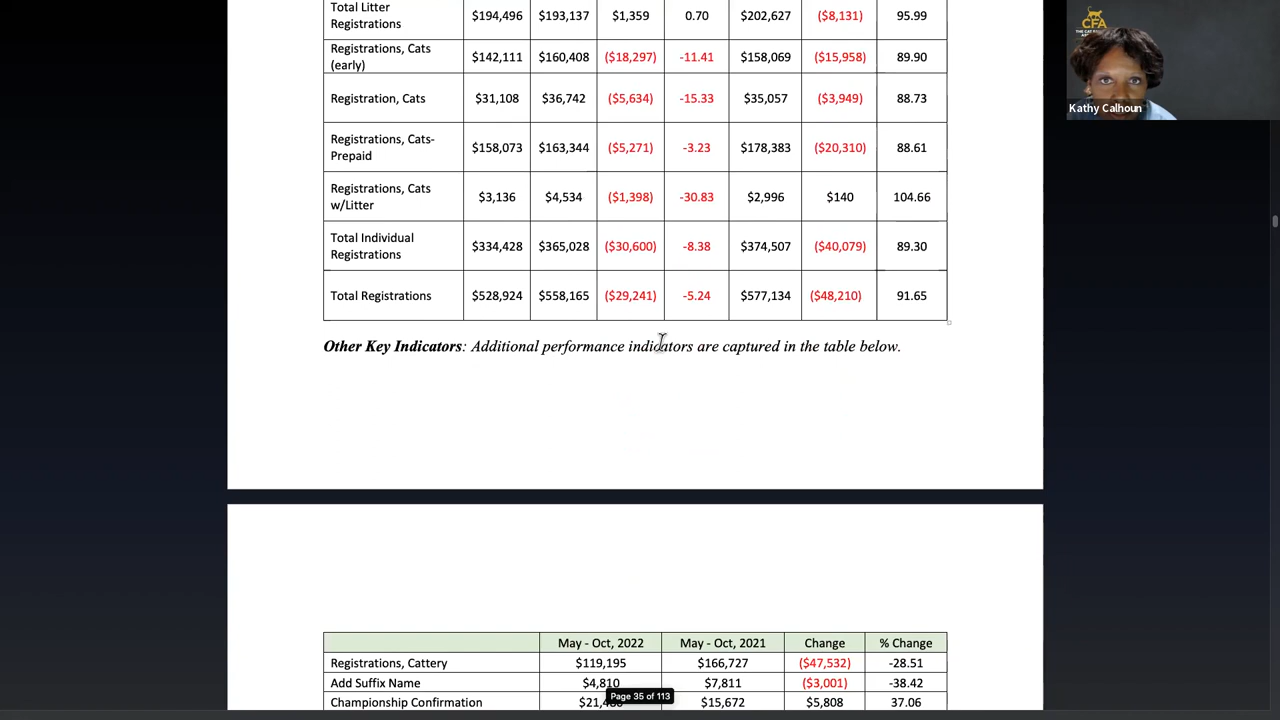 Total Litter
Registrations $194,496 $193,137 $1,359 0.70 $202,627 ($8,131) 95.99
Registrations, Cats
(early) $142,111 $160,408 ($18,297) -11.41 $158,069 ($15,958) 89.90
Registration, Cats $31,108 $36,742 ($5,634) -15.33 $35,057 ($3,949) 88.73
Registrations, Cats-
Prepaid $158,073 $163,344 ($5,271) -3.23 $178,383 ($20,310) 88.61
Registrations, Cats
w/Litter $3,136 $4,534 ($1,398) -30.83 $2,996 $140 104.66
Total Individual
Registrations $334,428 $365,028 ($30,600) -8.38 $374,507 ($40,079) 89.30
Total Registrations $528,924 $558,165 ($29,241) -5.24 $577,134 ($48,210) 91.65
Other Key Indicators: Additional performance indicators are captured in the table below.
May - Oct, 2022 May - Oct, 2021 Change % Change
Registrations, Cattery $119,195 $166,727 ($47,532) -28.51
Add Suffix Name $4,810 $7,811 ($3,001) -38.42
Championship Confirmation $15,672 $5,808 37.06
Page 35 of 113
CFA
Kathy Calhoun